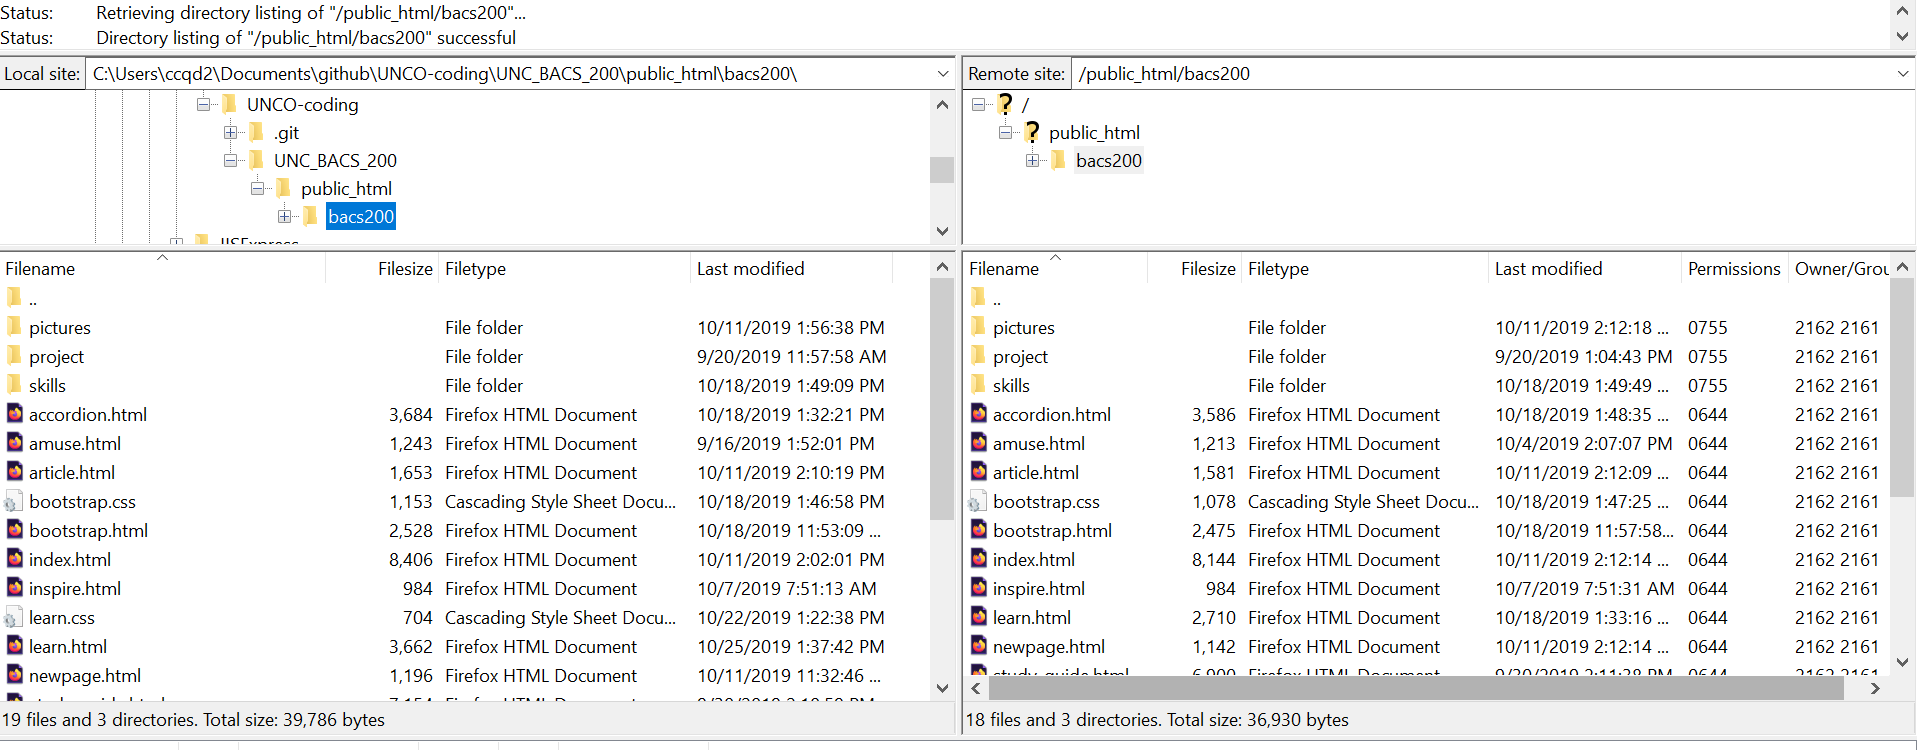 Status: Retrieving directory listing of "/public_html/bacs200"...
Status: Directory listing of "/public_html/bacs200" successful
Local site: C:\Users\ccqd2\Documents\github\UNCO-coding\UNC_BACS_200\public_html\bacs200\
UNCO-coding
.git
UNC_BACS_200
public_html
bacs200
IISExpress
Filename Filesize Filetype Last modified
..
pictures File folder 10/11/2019 1:56:38 PM
project File folder 9/20/2019 11:57:58 AM
skills File folder 10/18/2019 1:49:09 PM
accordion.html 3,684 Firefox HTML Document 10/18/2019 1:32:21 PM
amuse.html 1,243 Firefox HTML Document 9/16/2019 1:52:01 PM
article.html 1,653 Firefox HTML Document 10/11/2019 2:10:19 PM
bootstrap.css 1,153 Cascading Style Sheet Docu... 10/18/2019 1:46:58 PM
bootstrap.html 2,528 Firefox HTML Document 10/18/2019 11:53:09 ...
index.html 8,406 Firefox HTML Document 10/11/2019 2:02:01 PM
inspire.html 984 Firefox HTML Document 10/7/2019 7:51:13 AM
learn.css 704 Cascading Style Sheet Docu... 10/22/2019 1:22:38 PM
learn.html 3,662 Firefox HTML Document 10/25/2019 1:37:42 PM
newpage.html 1,196 Firefox HTML Document 10/11/2019 11:32:46 ...
19 files and 3 directories. Total size: 39,786 bytes
Remote site: /public_html/bacs200
/
public_html
bacs200
Filename Filesize Filetype Last modified Permissions Owner/Grou
..
pictures File folder 10/11/2019 2:12:18 ... 0755 2162 2161
project File folder 9/20/2019 1:04:43 PM 0755 2162 2161
skills File folder 10/18/2019 1:49:49 ... 0755 2162 2161
accordion.html 3,586 Firefox HTML Document 10/18/2019 1:48:35 ... 0644 2162 2161
amuse.html 1,213 Firefox HTML Document 10/4/2019 2:07:07 PM 0644 2162 2161
article.html 1,581 Firefox HTML Document 10/11/2019 2:12:09 ... 0644 2162 2161
bootstrap.css 1,078 Cascading Style Sheet Docu... 10/18/2019 1:47:25 ... 0644 2162 2161
bootstrap.html 2,475 Firefox HTML Document 10/18/2019 11:57:58... 0644 2162 2161
index.html 8,144 Firefox HTML Document 10/11/2019 2:12:14 ... 0644 2162 2161
inspire.html 984 Firefox HTML Document 10/7/2019 7:51:31 AM 0644 2162 2161
learn.html 2,710 Firefox HTML Document 10/18/2019 1:33:16 ... 0644 2162 2161
newpage.html 1,142 Firefox HTML Document 10/11/2019 2:12:14 ... 0644 2162 2161
18 files and 3 directories. Total size: 36,930 bytes